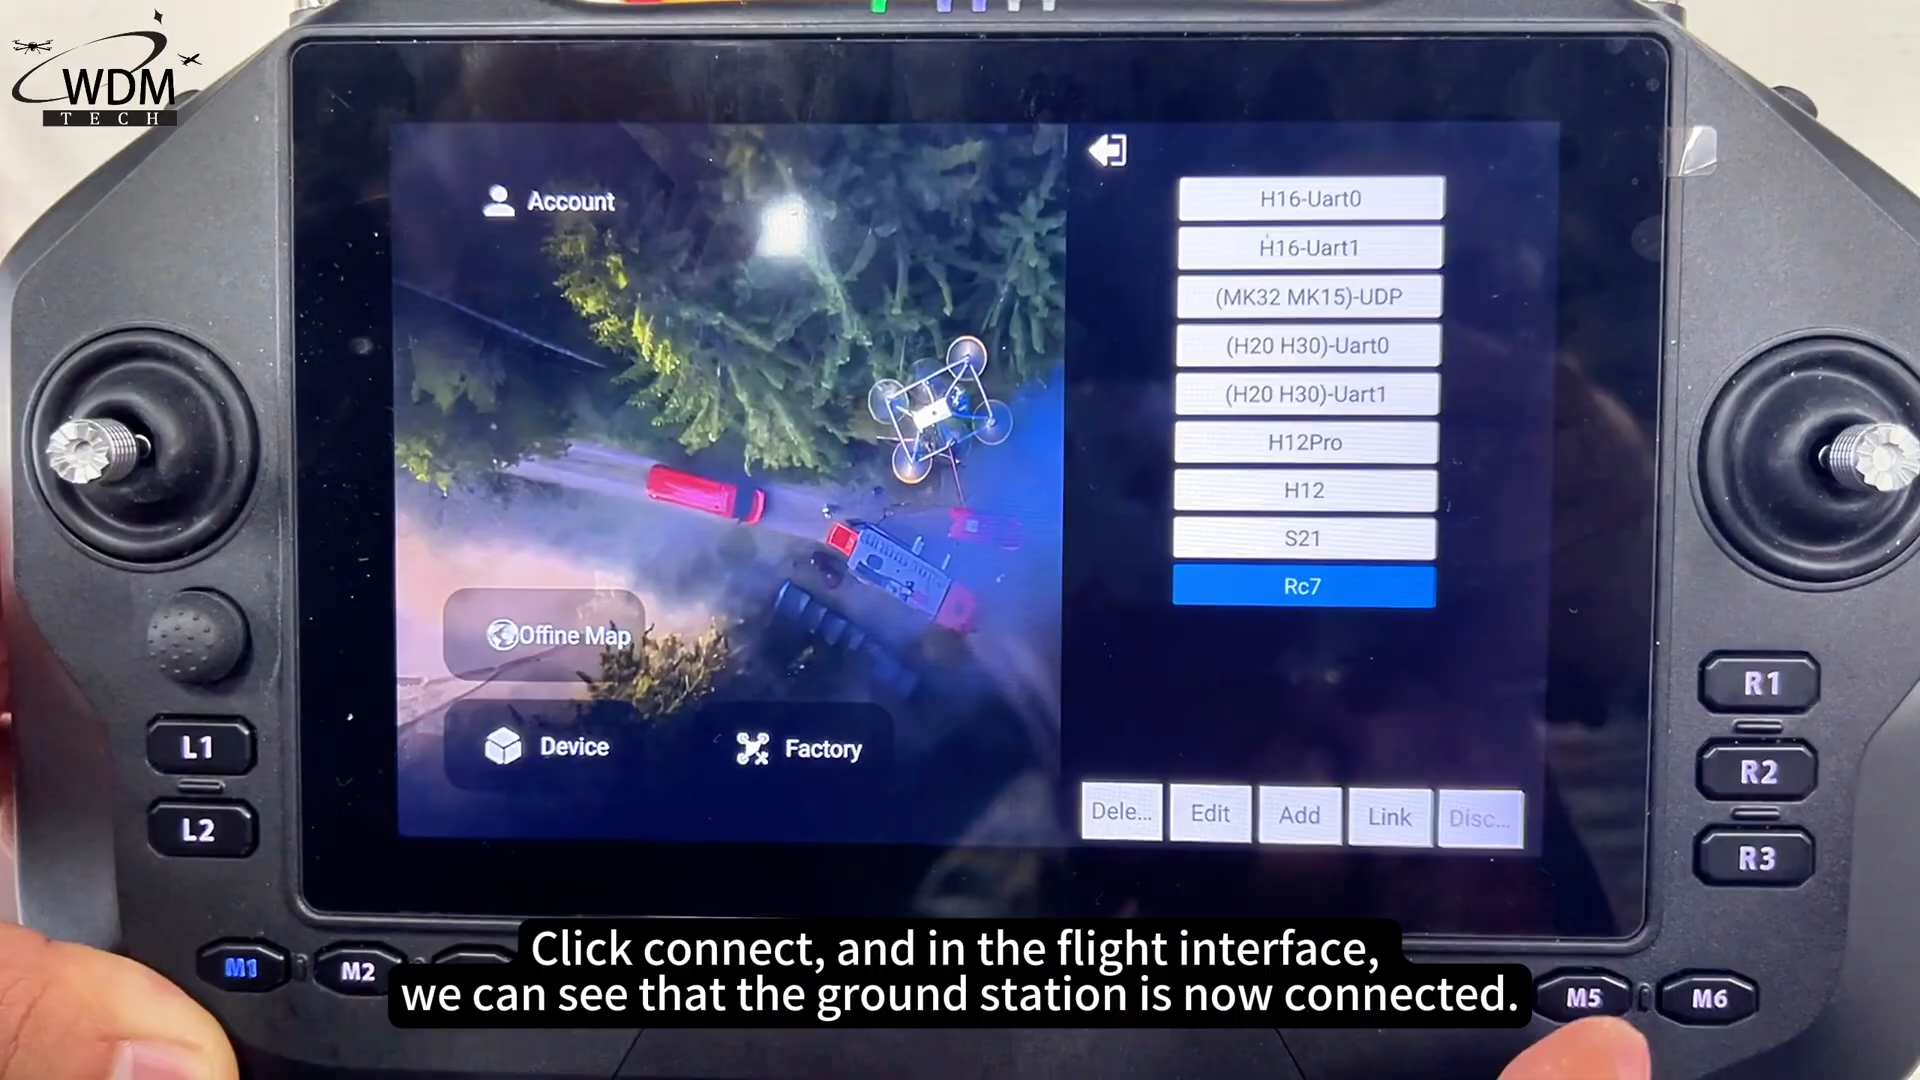 WDM
TECH
Account
H16-Uart0
H16-Uart1
(MK32 MK15)-UDP
(H20 H30)-Uart0
(H20 H30)-Uart1
H12Pro
H12
S21
Rc7
Offine Map
Device
Factory
Dele...
Edit
Add
Link
Disc...
L1
L2
R1
R2
R3
M1
M2
M5
M6
Click connect, and in the flight interface,
we can see that the ground station is now connected.